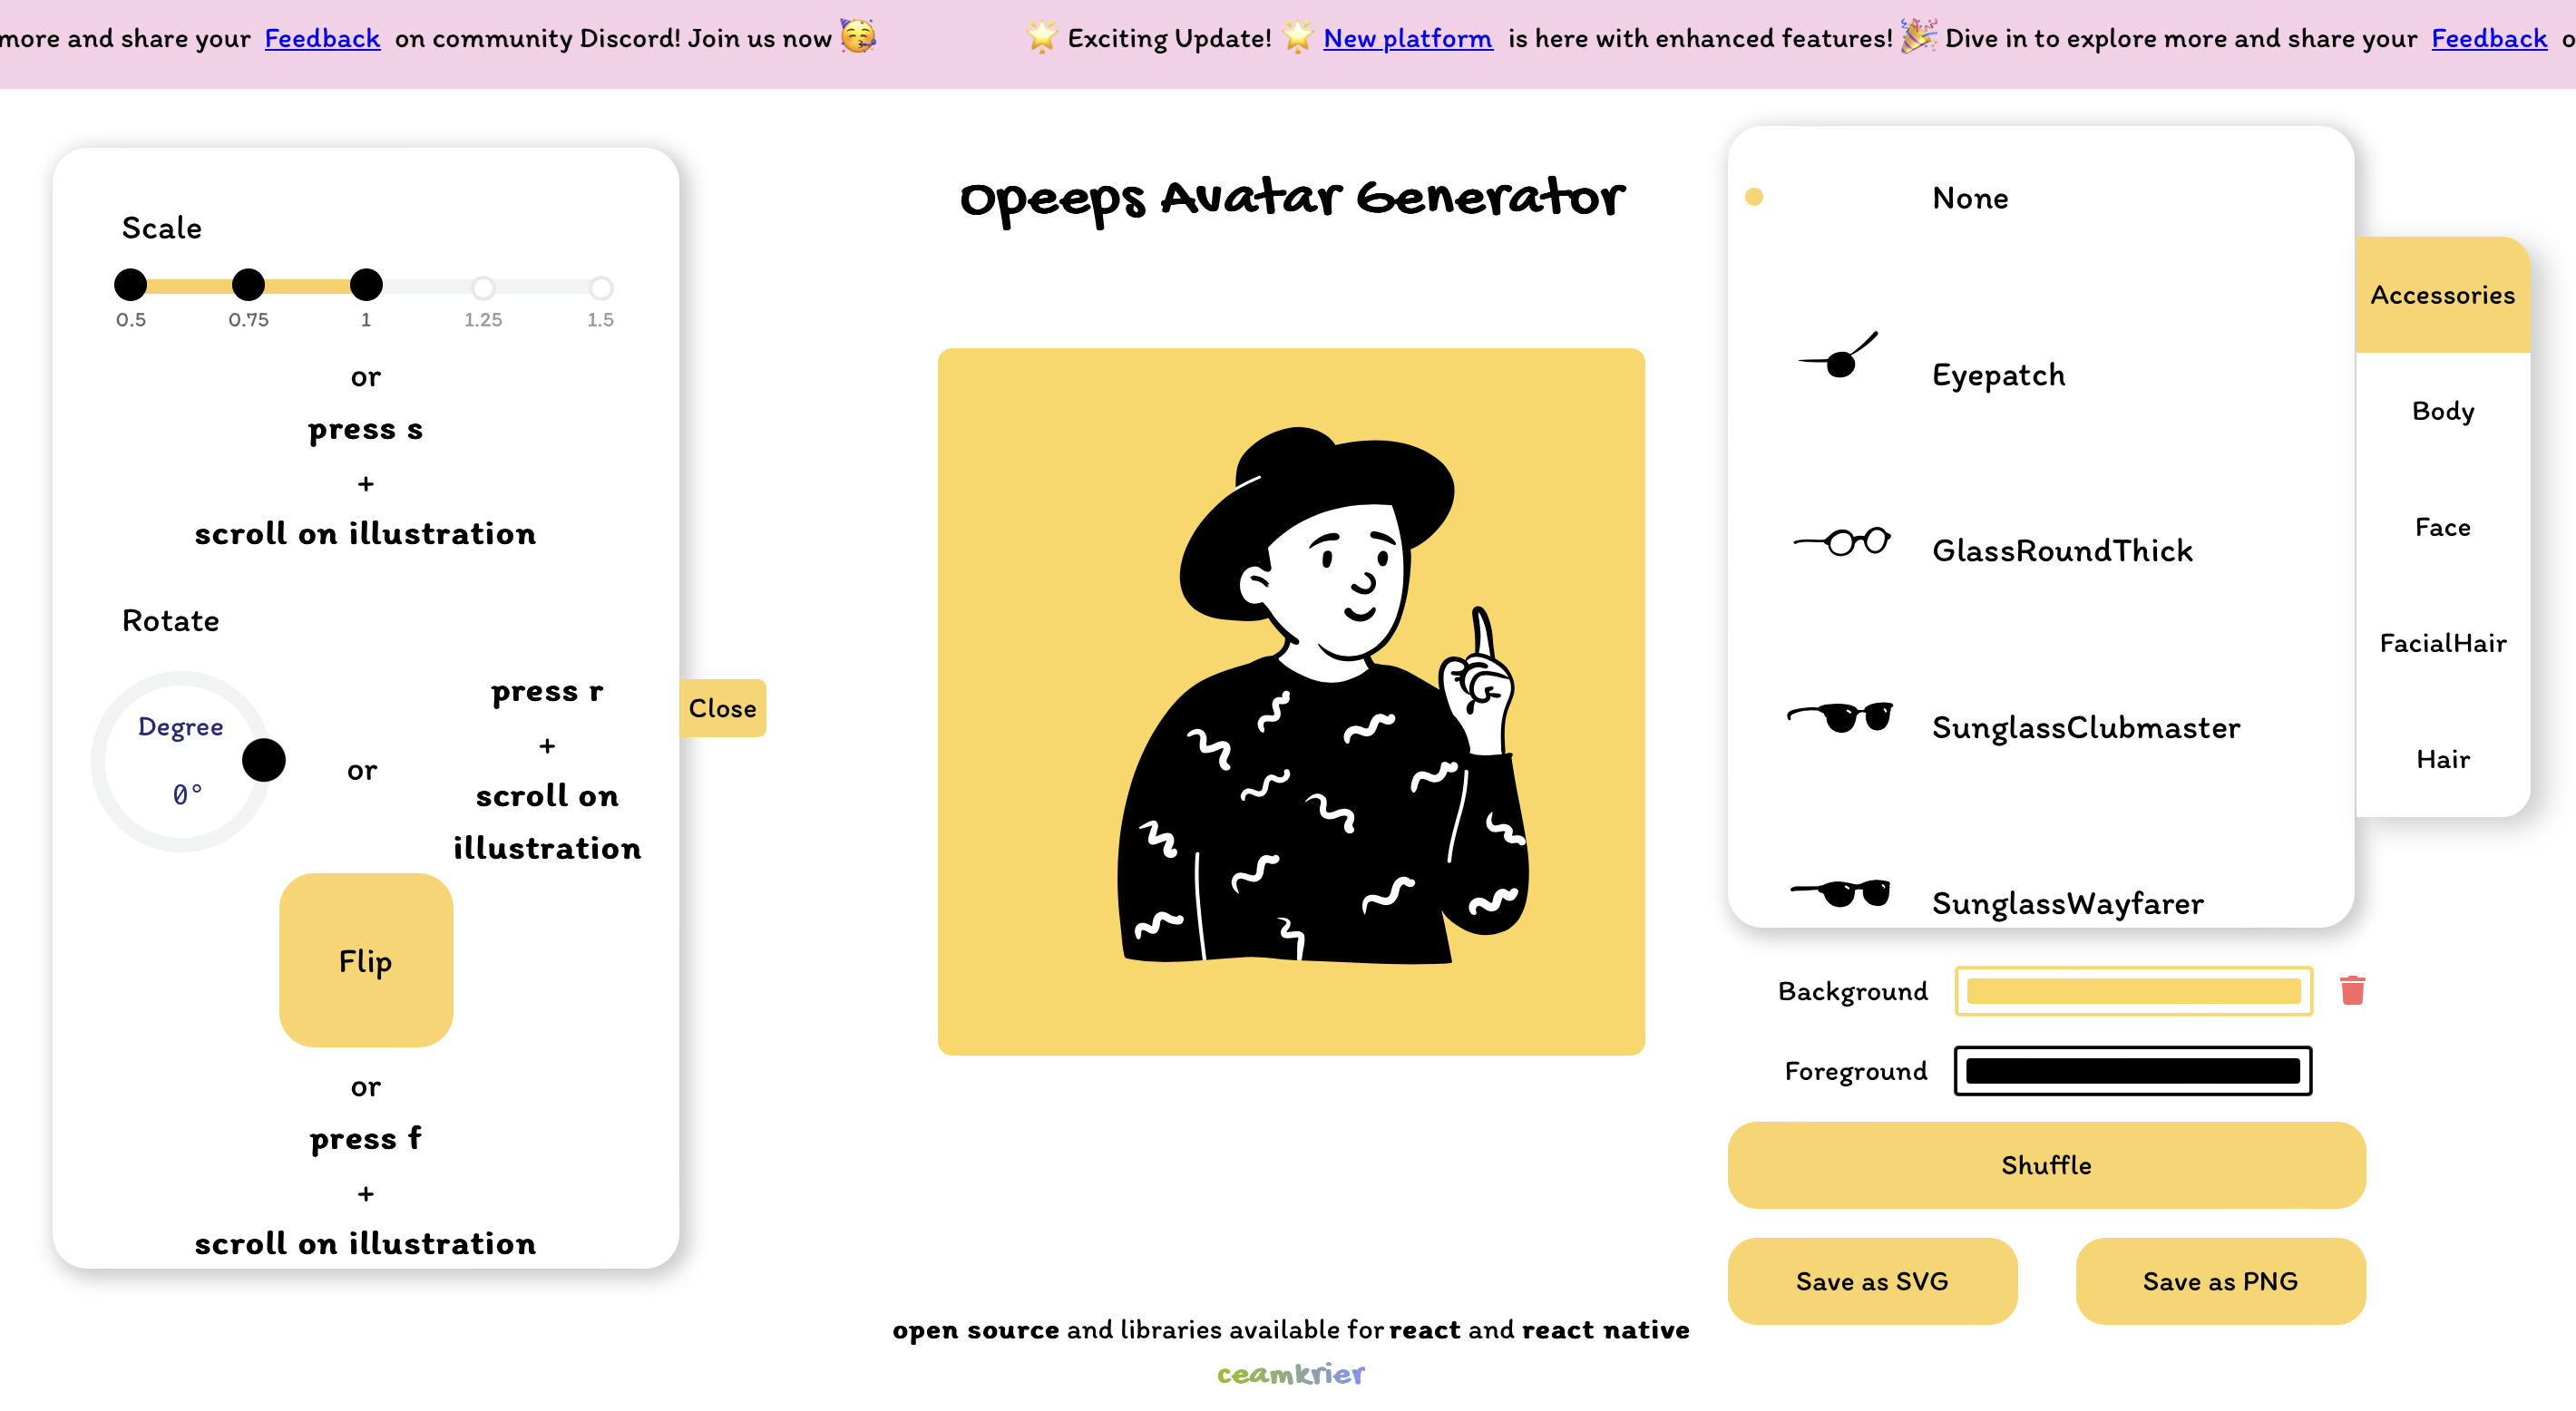 more and share your Feedback on community Discord! Join us now 🥳 🌟 Exciting Update! 🌟 New platform is here with enhanced features! 🎉 Dive in to explore more and share your Feedback o
Opeeps Avatar Generator
Scale
0.5 0.75 1 1.25 1.5
or
press s
+
scroll on illustration
Rotate
Degree
0°
or
press r
+
scroll on
illustration
Flip
or
press f
+
scroll on illustration
Close
None
Eyepatch
GlassRoundThick
SunglassClubmaster
SunglassWayfarer
Accessories
Body
Face
FacialHair
Hair
Background
Foreground
Shuffle
Save as SVG
Save as PNG
open source and libraries available for react and react native
ceamkrier